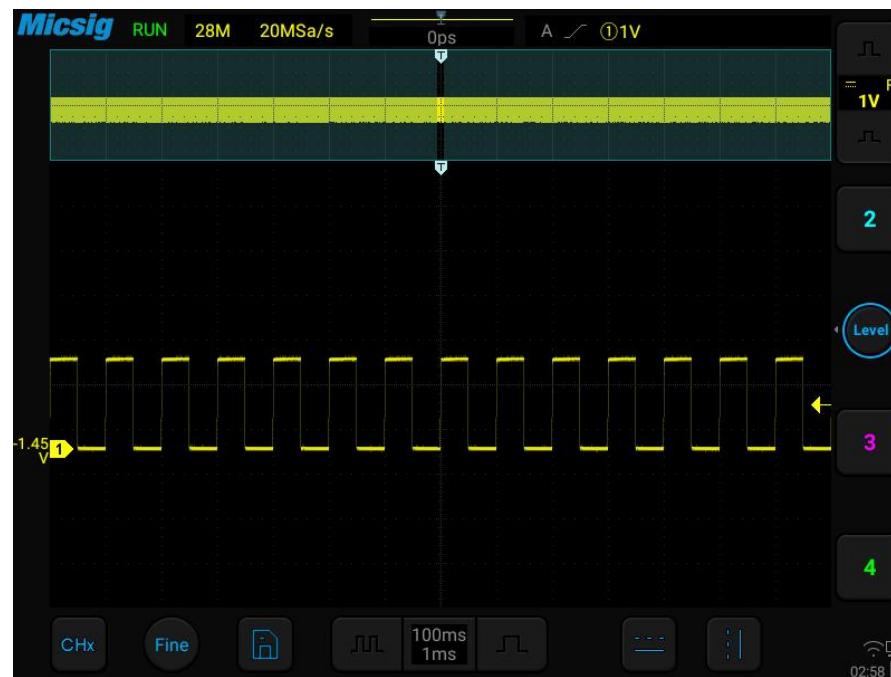 Micsig RUN 28M 20MSa/s 0ps A ①1V
T
1V
T
2
Level
-1.45
V
1
3
4
CHx Fine 100ms
1ms
02:58